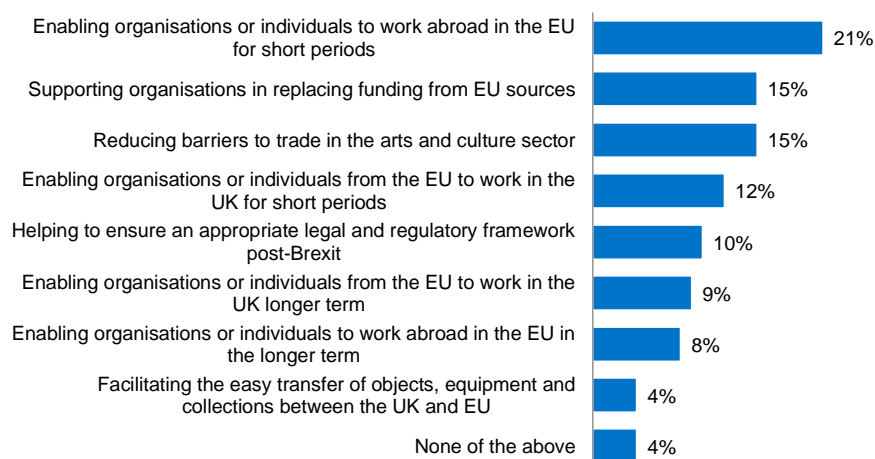 Enabling organisations or individuals to work abroad in the EU
for short periods
21%
Supporting organisations in replacing funding from EU sources
15%
Reducing barriers to trade in the arts and culture sector
15%
Enabling organisations or individuals from the EU to work in the
UK for short periods
12%
Helping to ensure an appropriate legal and regulatory framework
post-Brexit
10%
Enabling organisations or individuals from the EU to work in the
UK longer term
9%
Enabling organisations or individuals to work abroad in the EU in
the longer term
8%
Facilitating the easy transfer of objects, equipment and
collections between the UK and EU
4%
None of the above
4%